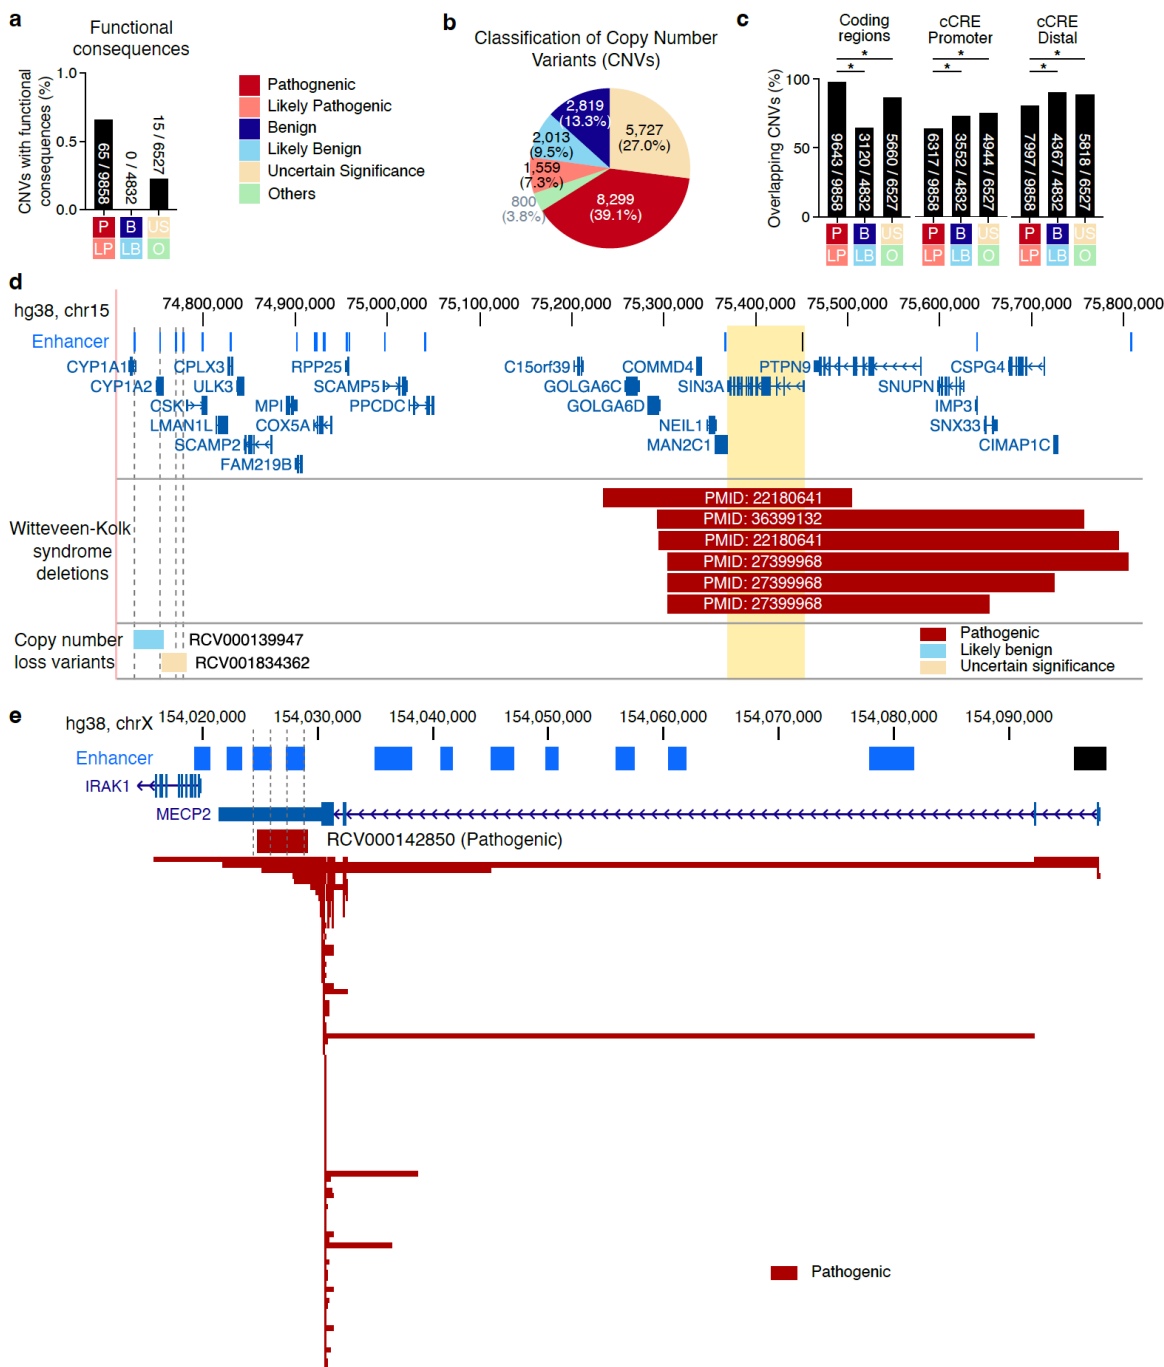 a
Functional
consequences
CNVs with functional
consequences (%)
1.0
0.5
0.0
65 / 9858
0 / 4832
15 / 6527
P
B
US
LP
LB
O
Pathognenic
Likely Pathogenic
Benign
Likely Benign
Uncertain Significance
Others
b
Classification of Copy Number
Variants (CNVs)
2,819
(13.3%)
5,727
(27.0%)
2,013
(9.5%)
1,559
(7.3%)
800
(3.8%)
8,299
(39.1%)
c
Coding
regions
cCRE
Promoter
cCRE
Distal
*
*
*
*
*
*
Overlapping CNVs (%)
100
50
0
9643 / 9858
3120 / 4832
5660 / 6527
6317 / 9858
3552 / 4832
4944 / 6527
7997 / 9858
4367 / 4832
5818 / 6527
P
B
US
P
B
US
P
B
US
LP
LB
O
LP
LB
O
LP
LB
O
d
hg38, chr15
74,800,000
74,900,000
75,000,000
75,100,000
75,200,000
75,300,000
75,400,000
75,500,000
75,600,000
75,700,000
75,800,000
Enhancer
CYP1A1
CPLX3
RPP25
C15orf39
COMMD4
PTPN9
CSPG4
CYP1A2
ULK3
SCAMP5
GOLGA6C
SIN3A
SNUPN
CSK
MPI
PPCDC
GOLGA6D
IMP3
LMAN1L
COX5A
NEIL1
SNX33
SCAMP2
MAN2C1
CIMAP1C
FAM219B
Witteveen-Kolk
syndrome
deletions
PMID: 22180641
PMID: 36399132
PMID: 22180641
PMID: 27399968
PMID: 27399968
PMID: 27399968
Copy number
loss variants
RCV000139947
RCV001834362
Pathogenic
Likely benign
Uncertain significance
e
hg38, chrX
154,020,000
154,030,000
154,040,000
154,050,000
154,060,000
154,070,000
154,080,000
154,090,000
Enhancer
IRAK1
MECP2
RCV000142850 (Pathogenic)
Pathogenic